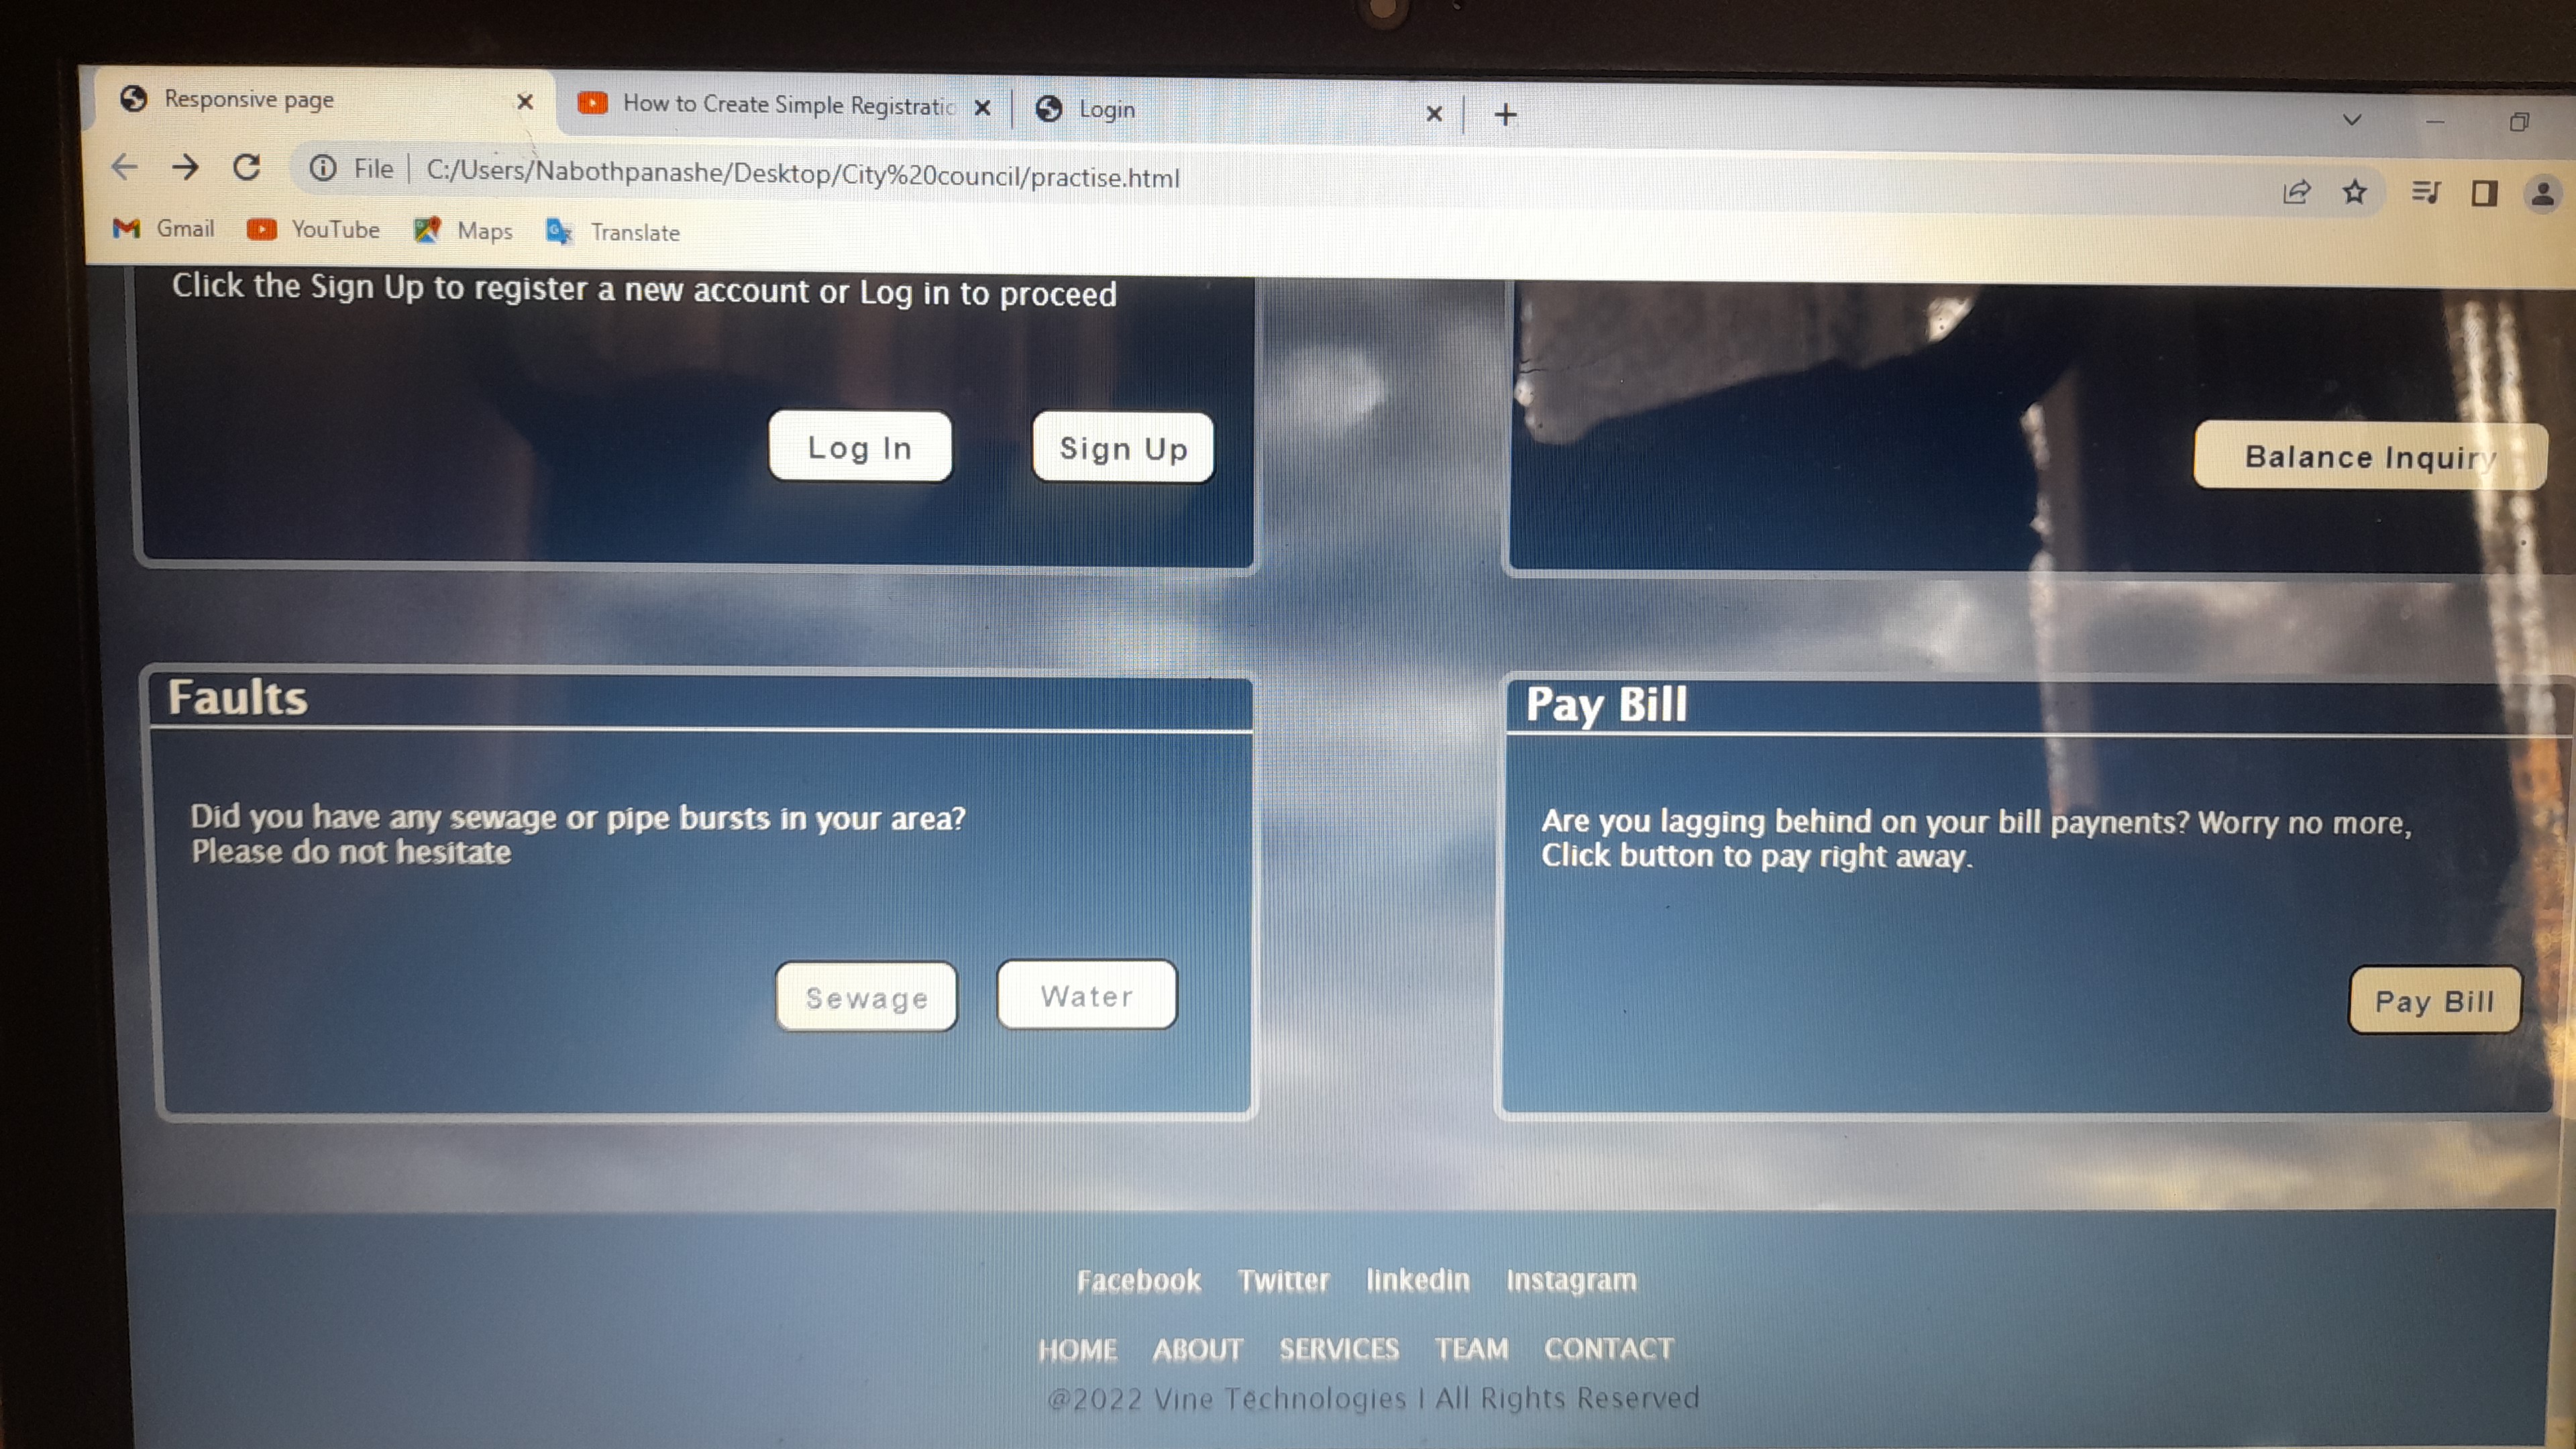 Responsive page
How to Create Simple Registratio
Login
File
C:/Users/Nabothpanashe/Desktop/City%20council/practise.html
Gmail
YouTube
Maps
Translate
Click the Sign Up to register a new account or Log in to proceed
Log In
Sign Up
Balance Inquiry
Faults
Did you have any sewage or pipe bursts in your area?
Please do not hesitate
Sewage
Water
Pay Bill
Are you lagging behind on your bill paynents? Worry no more,
Click button to pay right away.
Pay Bill
Facebook Twitter linkedin Instagram
HOME ABOUT SERVICES TEAM CONTACT
@2022 Vine Technologies | All Rights Reserved